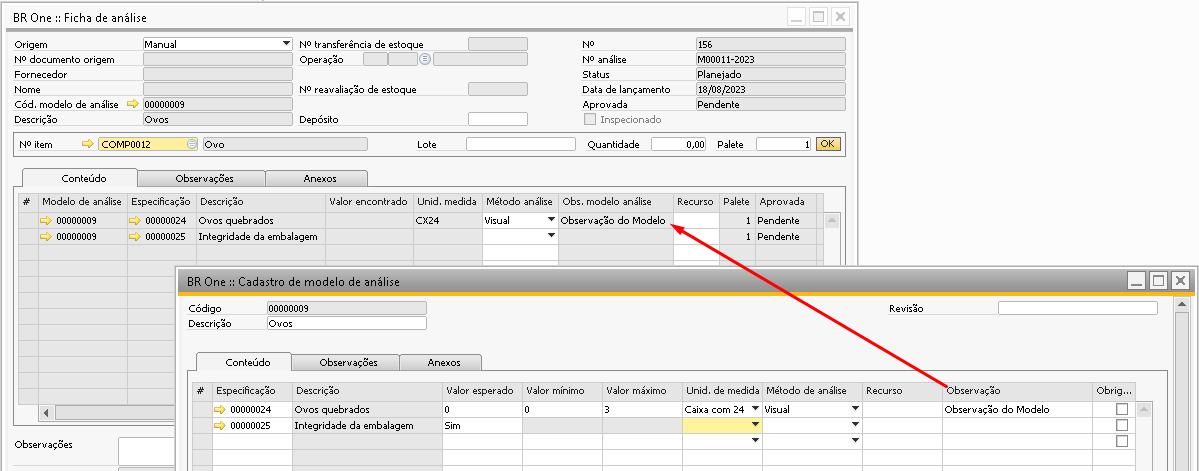 BR One :: Ficha de análise
Origem Manual Nº transferência de estoque Nº 156
Nº documento origem Operação Nº análise M00011-2023
Fornecedor Status Planejado
Nome Nº reavaliação de estoque Data de lançamento 18/08/2023
Cód. modelo de análise 00000009 Aprovada Pendente
Descrição Ovos Depósito Inspecionado
Nº item COMP0012 Ovo Lote Quantidade 0,00 Palete 1 OK
Conteúdo Observações Anexos
# Modelo de análise Especificação Descrição Valor encontrado Unid. medida Método análise Obs. modelo análise Recurso Palete Aprovada
00000009 00000024 Ovos quebrados CX24 Visual Observação do Modelo 1 Pendente
00000009 00000025 Integridade da embalagem 1 Pendente
Observações
BR One :: Cadastro de modelo de análise
Código 00000009 Revisão
Descrição Ovos
Conteúdo Observações Anexos
# Especificação Descrição Valor esperado Valor mínimo Valor máximo Unid. de medida Método de análise Recurso Observação Obrig...
00000024 Ovos quebrados 0 0 3 Caixa com 24 Visual Observação do Modelo
00000025 Integridade da embalagem Sim